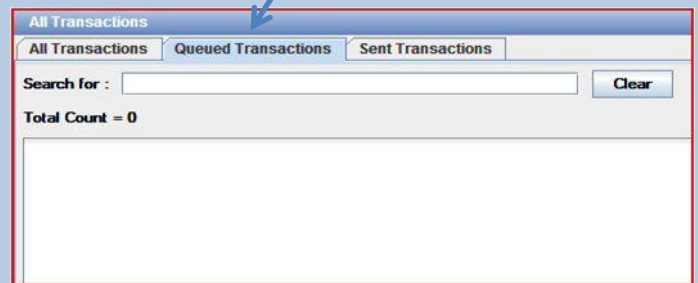 All Transactions
All Transactions Queued Transactions Sent Transactions
Search for : Clear
Total Count = 0